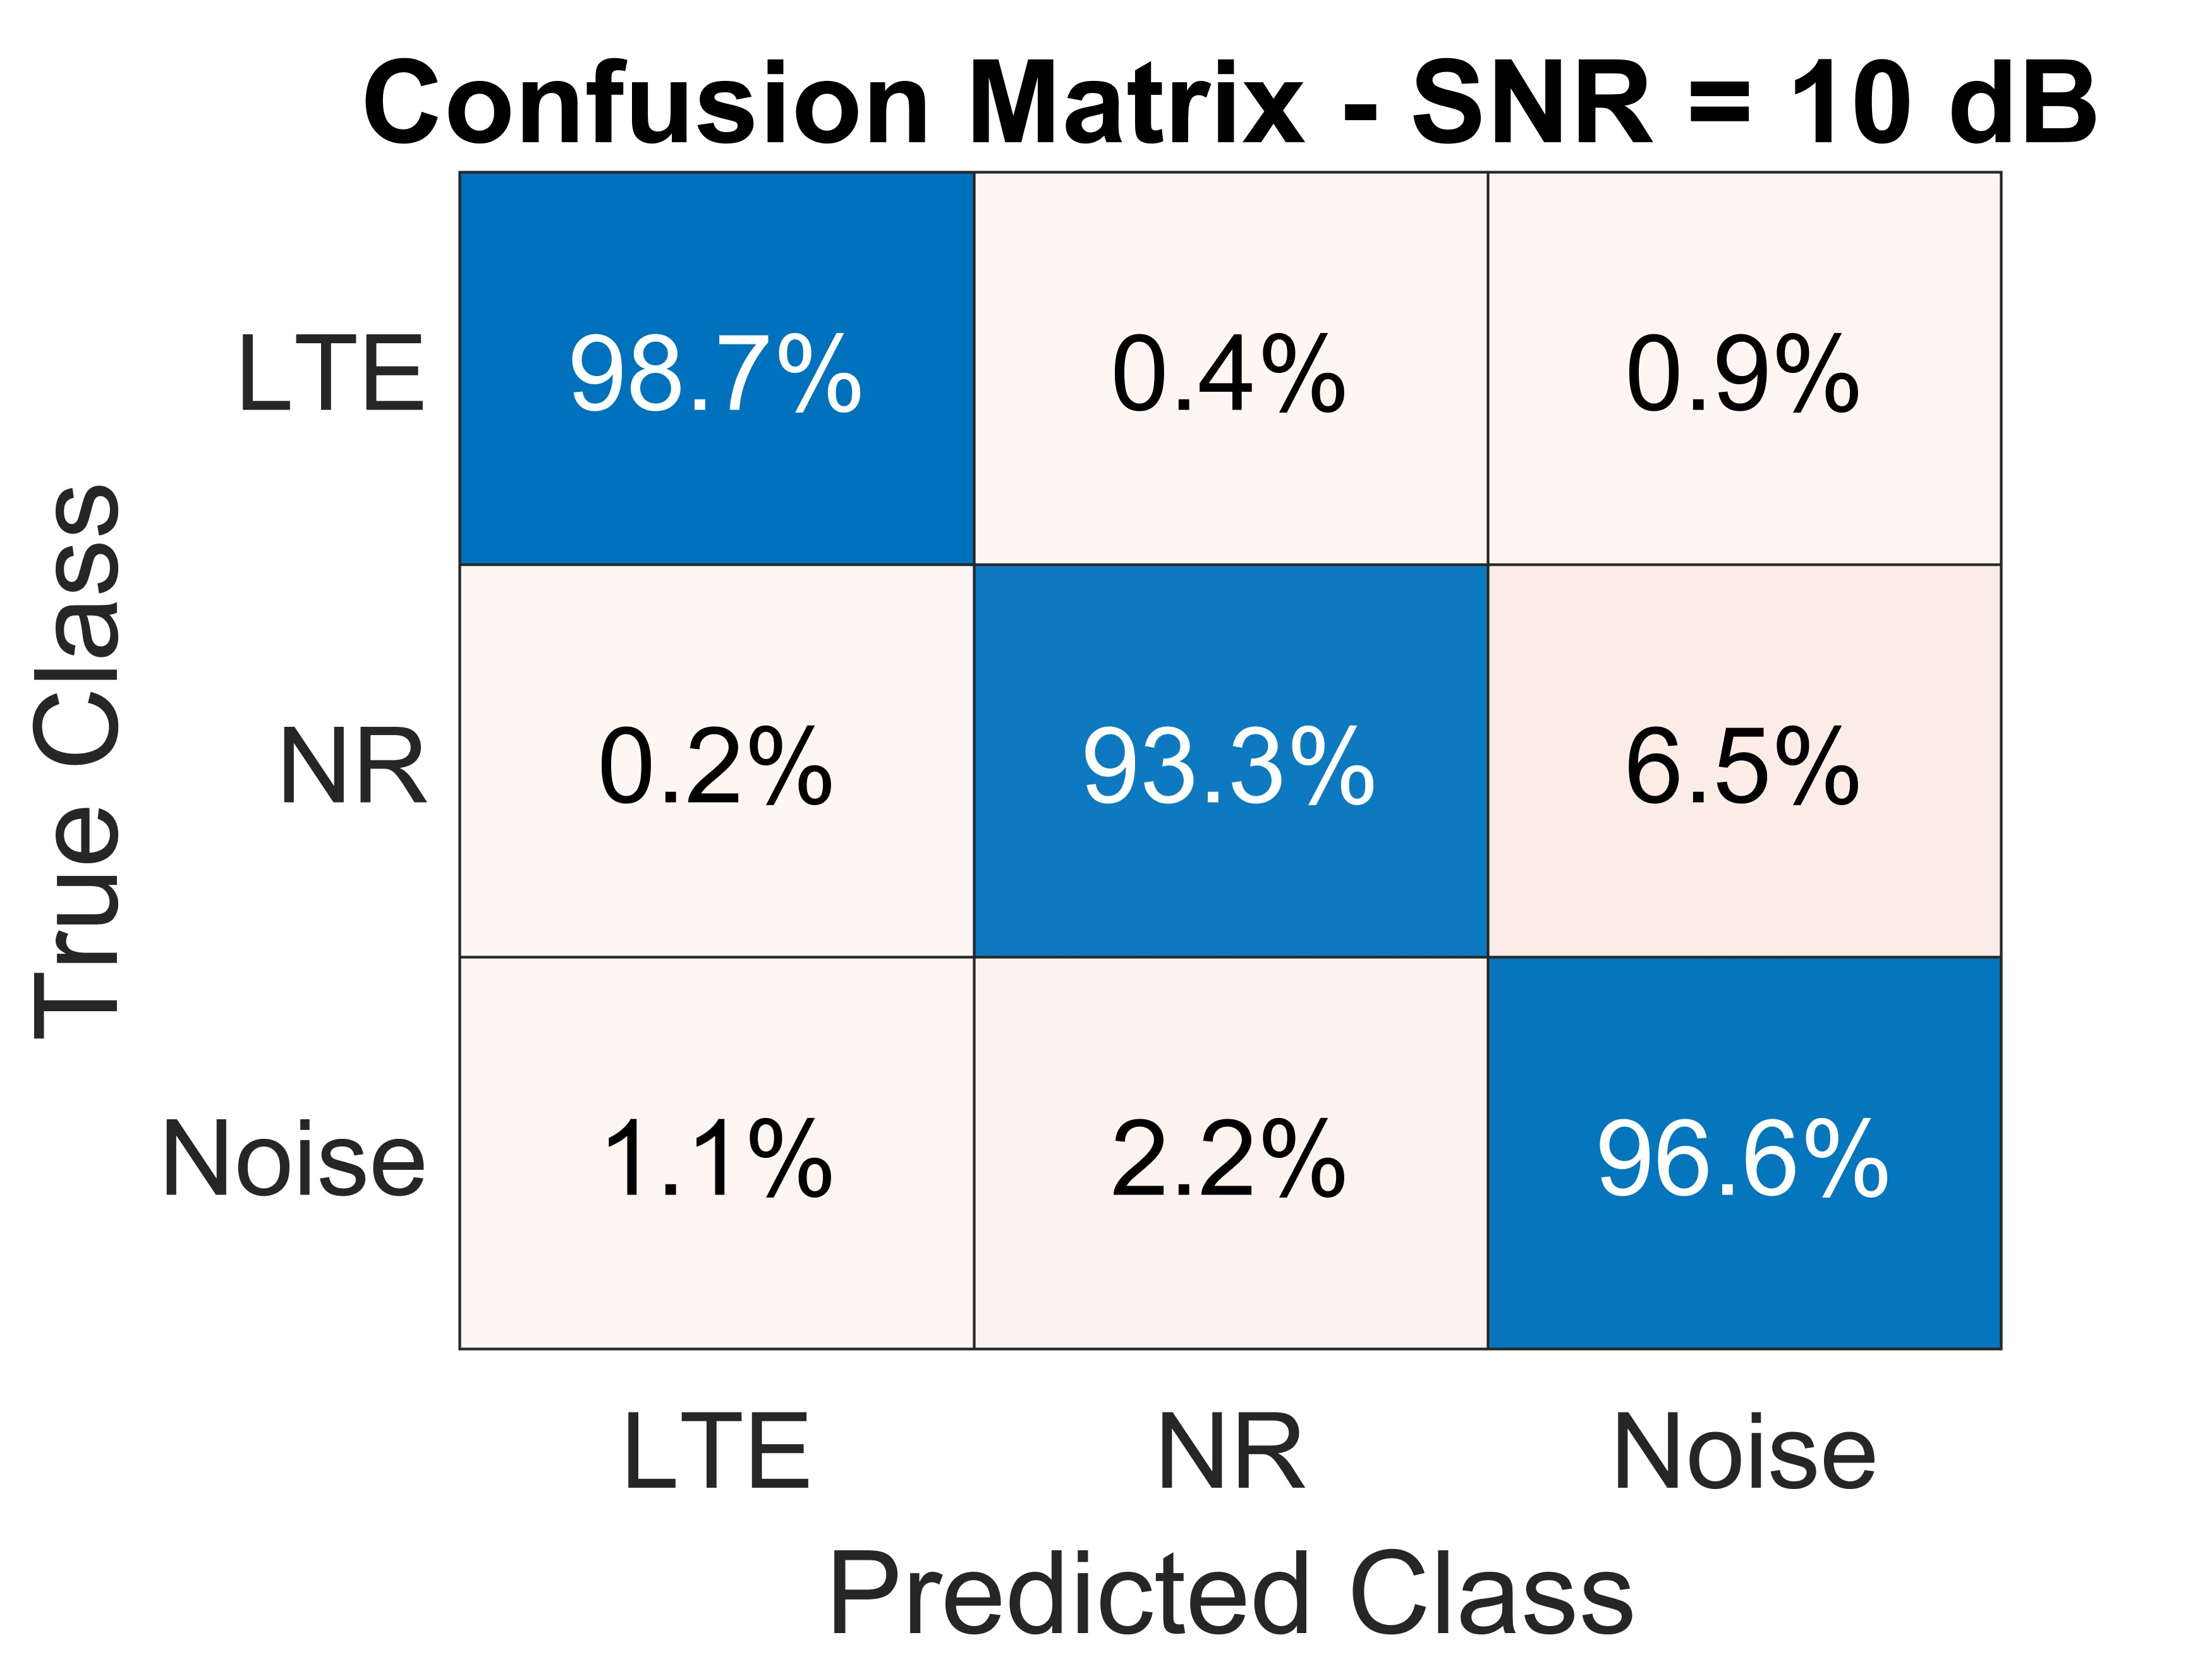 Confusion Matrix - SNR = 10 dB
True Class
LTE 98.7% 0.4% 0.9%
NR 0.2% 93.3% 6.5%
Noise 1.1% 2.2% 96.6%
LTE NR Noise
Predicted Class